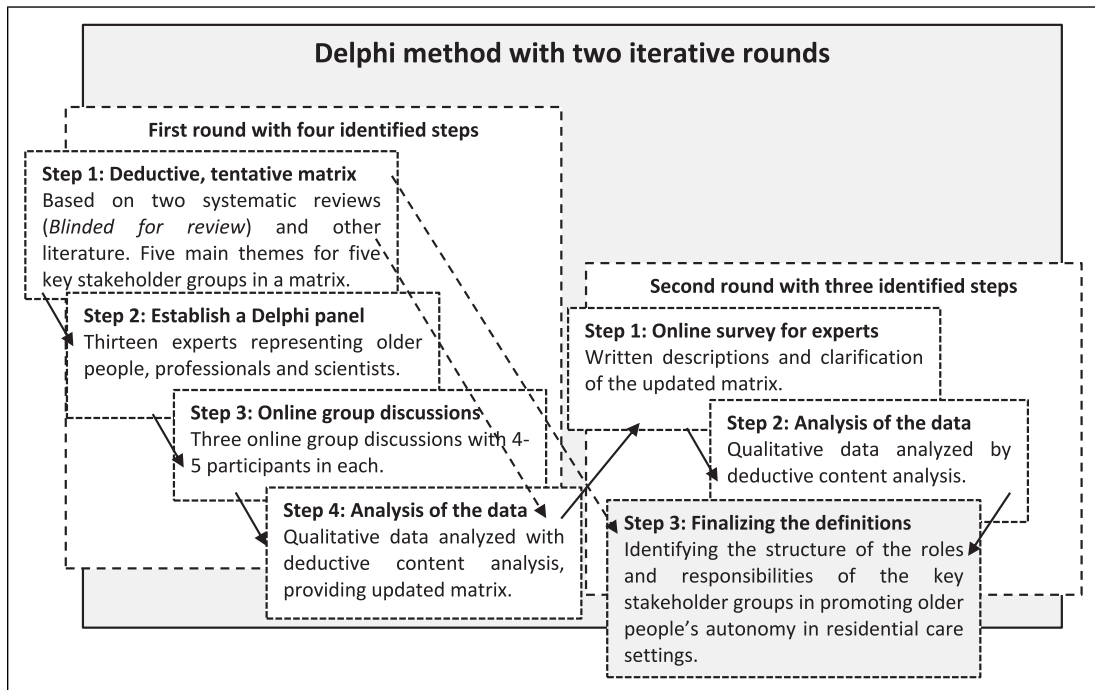 Delphi method with two iterative rounds
First round with four identified steps
Step 1: Deductive, tentative matrix
Based on two systematic reviews
(Blinded for review) and other
literature. Five main themes for five
key stakeholder groups in a matrix.
Step 2: Establish a Delphi panel
Thirteen experts representing older
people, professionals and scientists.
Step 3: Online group discussions
Three online group discussions with 4-
5 participants in each.
Step 4: Analysis of the data
Qualitative data analyzed with
deductive content analysis,
providing updated matrix.
Second round with three identified steps
Step 1: Online survey for experts
Written descriptions and clarification
of the updated matrix.
Step 2: Analysis of the data
Qualitative data analyzed by
deductive content analysis.
Step 3: Finalizing the definitions
Identifying the structure of the roles
and responsibilities of the key
stakeholder groups in promoting older
people's autonomy in residential care
settings.